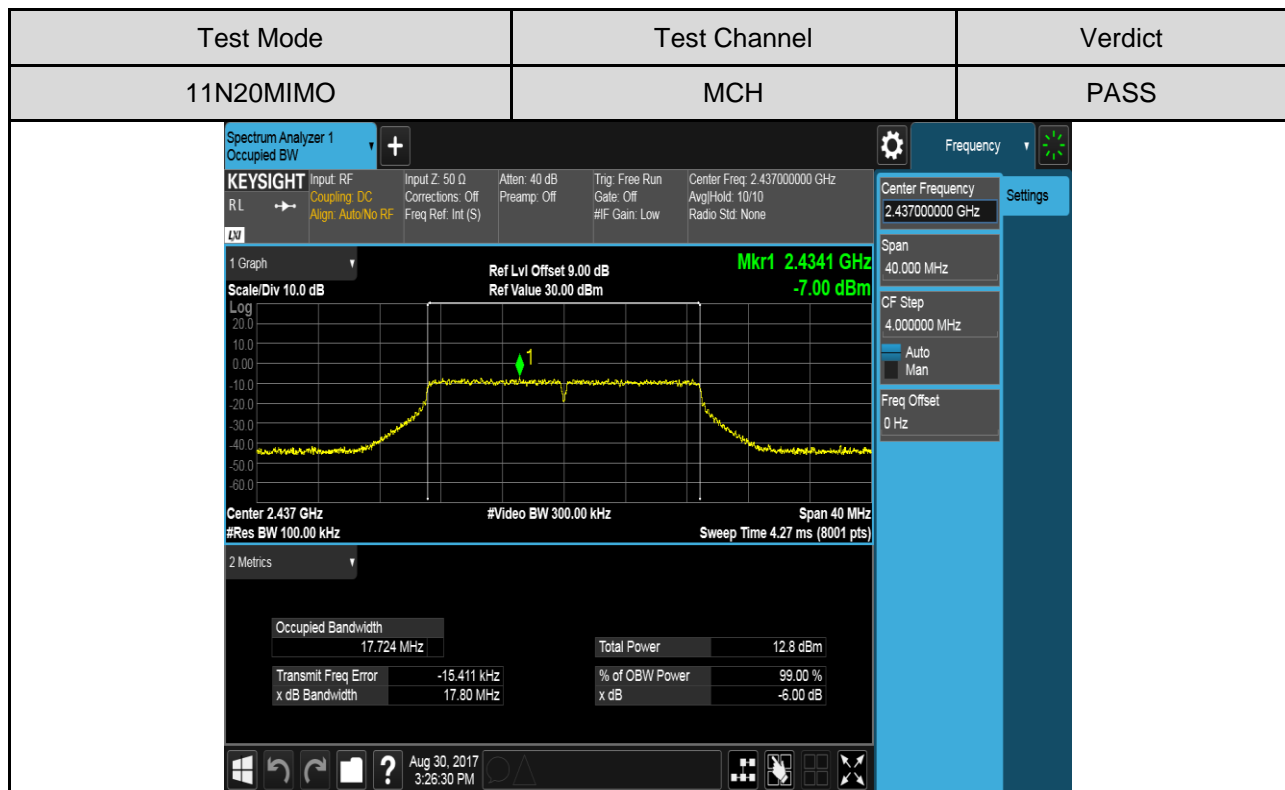 Test Mode Test Channel Verdict
11N20MIMO MCH PASS
Spectrum Analyzer 1
Occupied BW
+
Frequency
KEYSIGHT
RL
LXI
Input: RF
Coupling: DC
Align: Auto/No RF
Input Z: 50 Ω
Corrections: Off
Freq Ref: Int (S)
Atten: 40 dB
Preamp: Off
Trig: Free Run
Gate: Off
#IF Gain: Low
Center Freq: 2.437000000 GHz
Avg|Hold: 10/10
Radio Std: None
Center Frequency
2.437000000 GHz
Settings
Span
40.000 MHz
CF Step
4.000000 MHz
Auto
Man
Freq Offset
0 Hz
1 Graph
Scale/Div 10.0 dB
Ref Lvl Offset 9.00 dB
Ref Value 30.00 dBm
Mkr1 2.4341 GHz
-7.00 dBm
Log
20.0
10.0
0.00
-10.0
-20.0
-30.0
-40.0
-50.0
-60.0
1
Center 2.437 GHz
#Res BW 100.00 kHz
#Video BW 300.00 kHz
Span 40 MHz
Sweep Time 4.27 ms (8001 pts)
2 Metrics
Occupied Bandwidth
17.724 MHz
Total Power 12.8 dBm
Transmit Freq Error -15.411 kHz
% of OBW Power 99.00 %
x dB Bandwidth 17.80 MHz
x dB -6.00 dB
?
Aug 30, 2017
3:26:30 PM